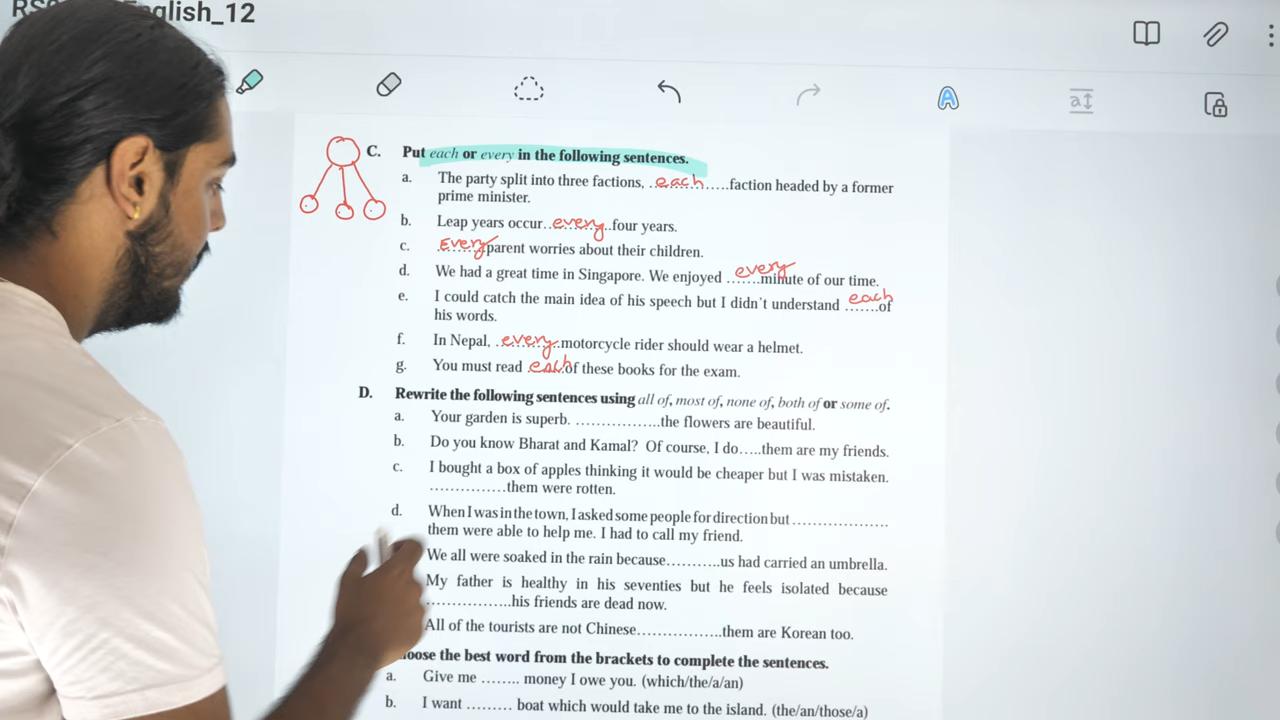 glish_12
C. Put each or every in the following sentences.
a. The party split into three factions, ..each.....faction headed by a former
prime minister.
b. Leap years occur..every..four years.
c. Every parent worries about their children.
d. We had a great time in Singapore. We enjoyed every minute of our time.
e. I could catch the main idea of his speech but I didn't understand each of
his words.
f. In Nepal, every motorcycle rider should wear a helmet.
g. You must read each of these books for the exam.
D. Rewrite the following sentences using all of, most of, none of, both of or some of.
a. Your garden is superb. ..................the flowers are beautiful.
b. Do you know Bharat and Kamal? Of course, I do.....them are my friends.
c. I bought a box of apples thinking it would be cheaper but I was mistaken.
................them were rotten.
d. When I was in the town, I asked some people for direction but ...................
them were able to help me. I had to call my friend.
We all were soaked in the rain because...........us had carried an umbrella.
My father is healthy in his seventies but he feels isolated because
.................his friends are dead now.
All of the tourists are not Chinese.................them are Korean too.
oose the best word from the brackets to complete the sentences.
a. Give me ........ money I owe you. (which/the/a/an)
b. I want ......... boat which would take me to the island. (the/an/those/a)